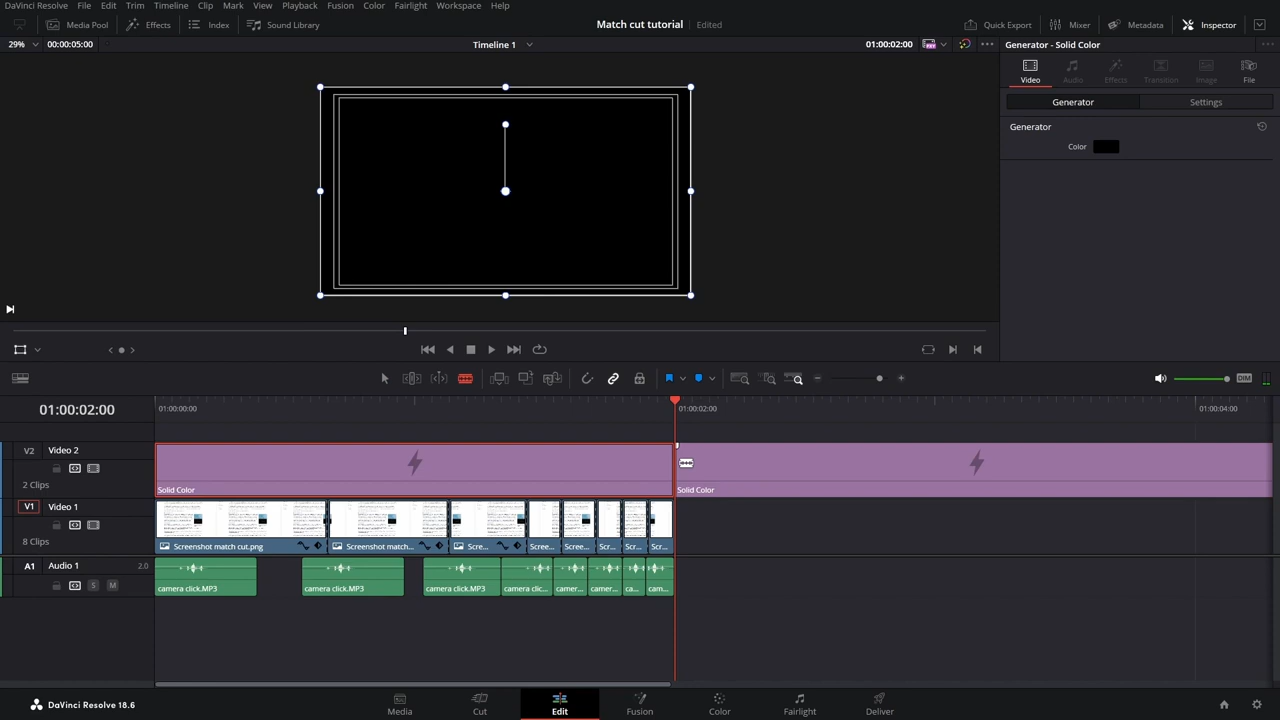 DaVinci Resolve File Edit Trim Timeline Clip Mark View Playback Fusion Color Fairlight Workspace Help
Media Pool Effects Index Sound Library Match cut tutorial Edited Quick Export Mixer Metadata Inspector
29% 00:00:05:00 Timeline 1 01:00:02:00 Generator - Solid Color
Video Audio Effects Transition Image File
Generator Settings
Generator
Color
DIM
01:00:02:00 01:00:00:00 01:00:02:00 01:00:04:00
V2 Video 2
2 Clips Solid Color Solid Color
V1 Video 1
8 Clips Screenshot match cut.png Screenshot match... Scre... Scree... Scree... Scr... Scr... Scr...
A1 Audio 1 2.0
S M camera click.MP3 camera click.MP3 camera click.MP3 camera clic... camer... camer... ca... cam...
DaVinci Resolve 18.6 Media Cut Edit Fusion Color Fairlight Deliver